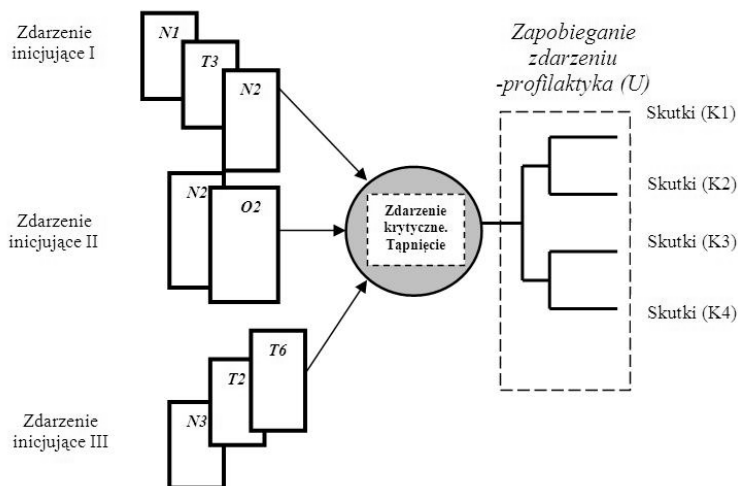 Zdarzenie
inicjujące I
N1
T3
N2
Zapobieganie
zdarzeniu
-profilaktyka (U)
Skutki (K1)
Skutki (K2)
Skutki (K3)
Skutki (K4)
Zdarzenie
inicjujące II
N2
O2
Zdarzenie
krytyczne.
Tąpnięcie
Zdarzenie
inicjujące III
N3
T2
T6